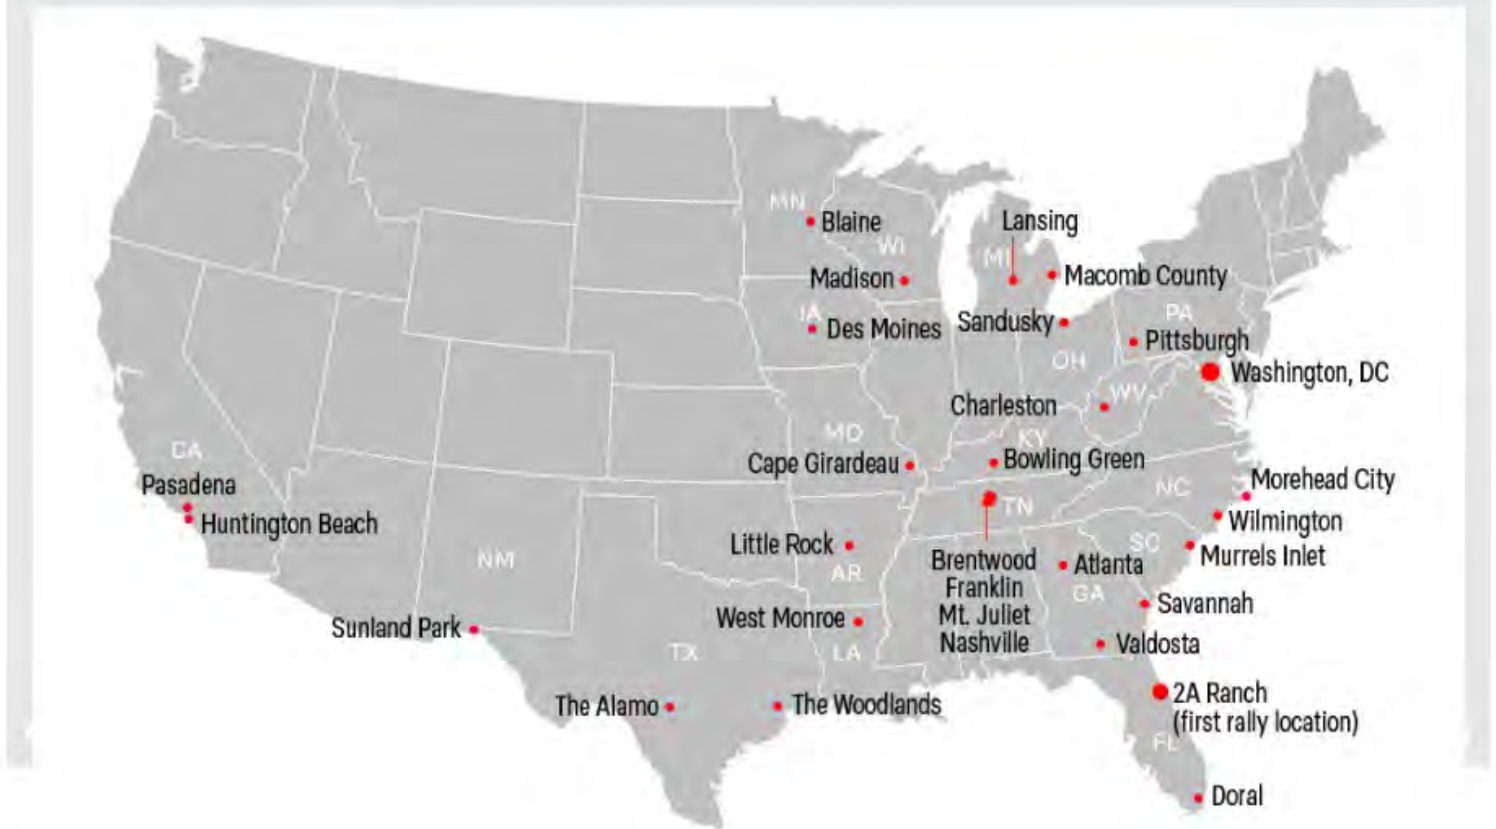 MN
Blaine
Lansing
WI
MI
Madison
Macomb County
IA
Des Moines
Sandusky
PA
Pittsburgh
OH
Washington, DC
Charleston
WV
MO
KY
CA
Cape Girardeau
Bowling Green
Pasadena
Morehead City
NC
TN
Huntington Beach
Wilmington
Little Rock
SC
Murrels Inlet
NM
Brentwood
Franklin
Mt. Juliet
Nashville
Atlanta
AR
GA
Savannah
West Monroe
Sunland Park
Valdosta
TX
LA
2A Ranch
(first rally location)
The Alamo
The Woodlands
FL
Doral